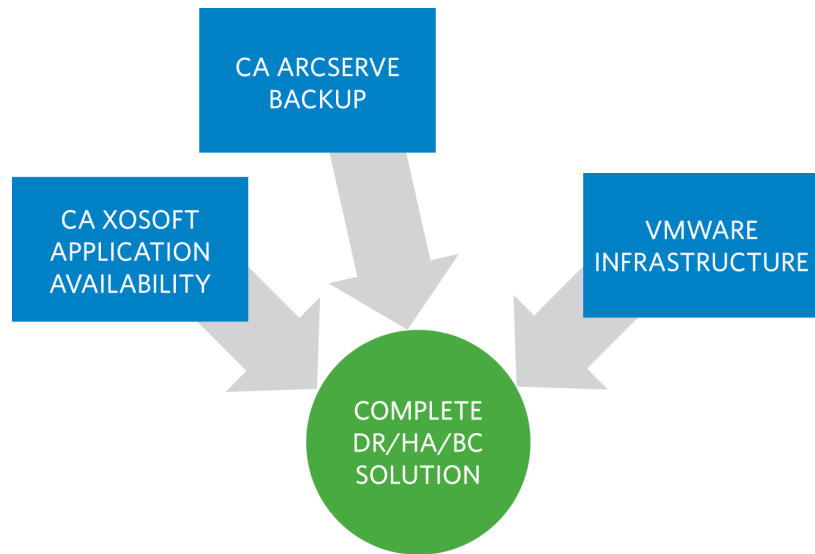 CA ARCSERVE
BACKUP
CA XOSOFT
APPLICATION
AVAILABILITY
VMWARE
INFRASTRUCTURE
COMPLETE
DR/HA/BC
SOLUTION